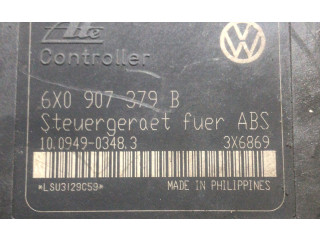 Ate
Controller
6X0 907 379 B
Steuergeraet fuer ABS
10.0949-0348.3 3X6869
*LSU3129C59* MADE IN PHILIPPINES